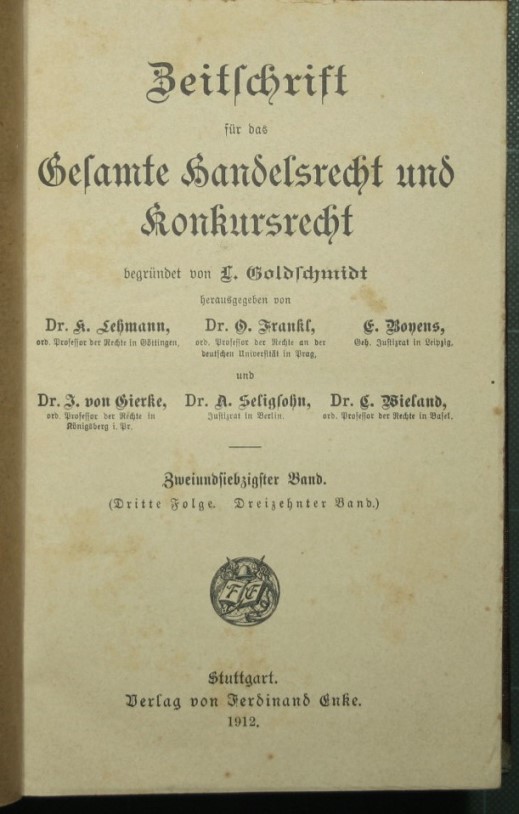 Zeitschrift
für das
Gesamte Handelsrecht und
Konkursrecht
begründet von L. Goldschmidt
herausgegeben von
Dr. K. Lehmann, Dr. O. Frankl, E. Boyens,
ord. Professor der Rechte in Göttingen, ord. Professor der Rechte an der Geh. Justizrat in Leipzig,
deutschen Universität in Prag,
und
Dr. J. von Gierke, Dr. A. Seligsohn, Dr. C. Wieland,
ord. Professor der Rechte in Justizrat in Berlin, ord. Professor der Rechte in Basel.
Königsberg i. Pr.
Zweiundsiebzigster Band.
(Dritte Folge. Dreizehnter Band.)
F E
Stuttgart.
Verlag von Ferdinand Enke.
1912.